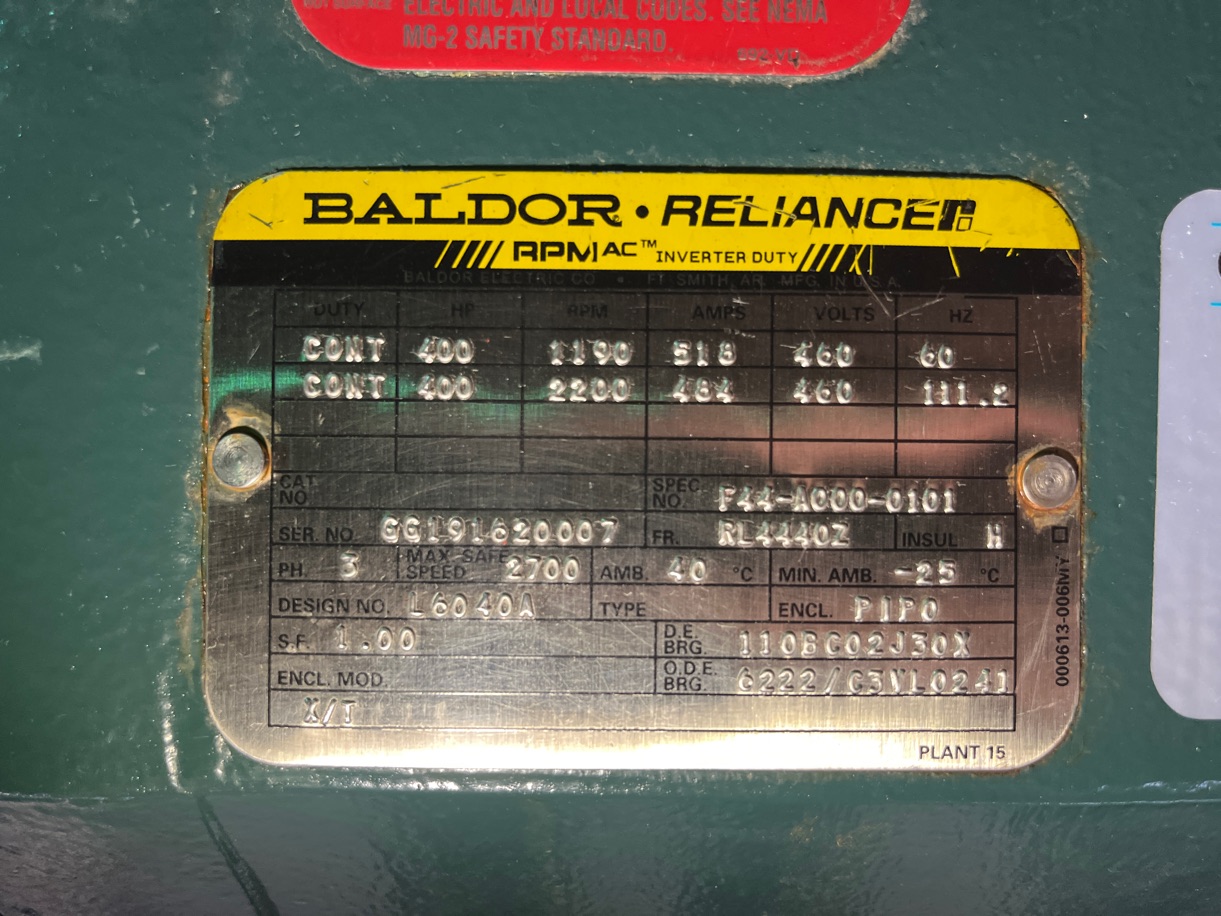 ELECTRIC AND LOCAL CODES. SEE NEMA
MG-2 SAFETY STANDARD.
BALDOR • RELIANCE
RPM AC™ INVERTER DUTY
BALDOR ELECTRIC CO. • FT. SMITH, AR. MFG. IN U.S.A.
DUTY HP RPM AMPS VOLTS HZ
CONT 400 1190 518 460 60
CONT 400 2200 484 460 111.2
CAT. NO SPEC. NO. P44-A000-0101
SER. NO. GG191620007 FR. RL4440Z INSUL H
PH. 3 MAX. SAFE SPEED 2700 AMB. 40 °C MIN. AMB. -25 °C
DESIGN NO. L6040A TYPE ENCL. PIPO
S.F. 1.00 D.E. BRG. 110BC02J30X
ENCL. MOD. O.D.E. BRG. 6222/C3VL0241
X/T
PLANT 15
000613-006MY